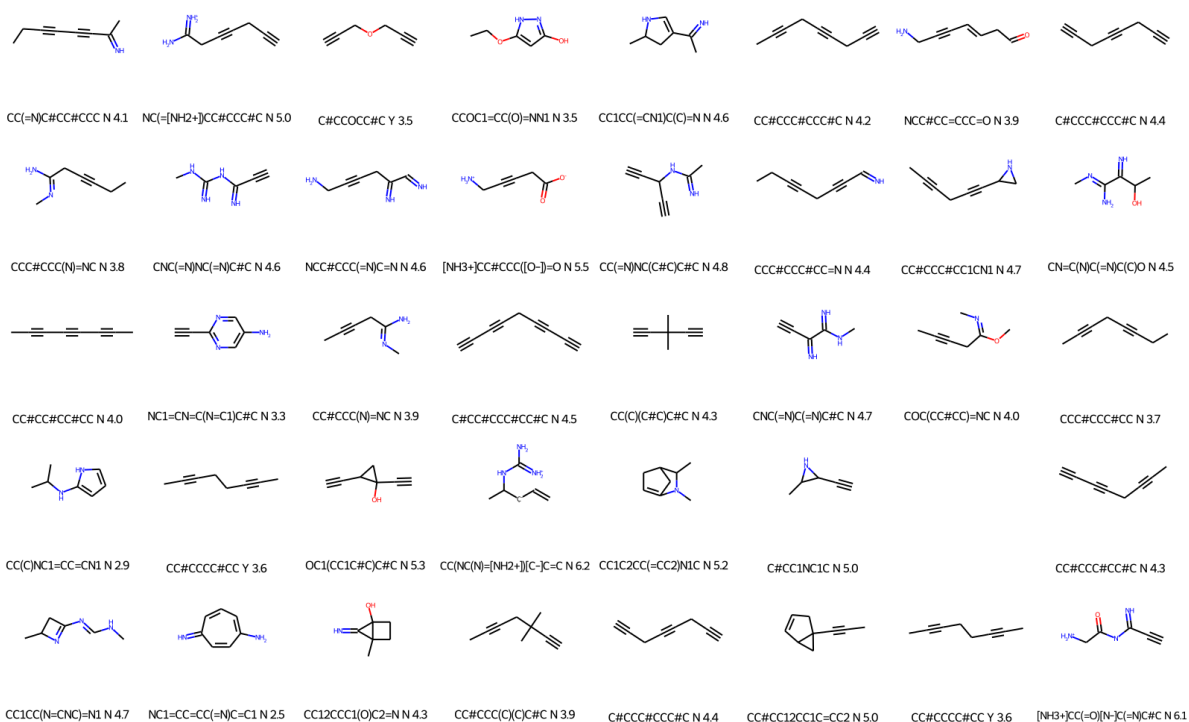 CC(=N)C#CC#CCC N 4.1
NC(=[NH2+])CC#CCC#C N 5.0
C#CCOCC#C Y 3.5
CCOC1=CC(O)=NN1 N 3.5
CC1CC(=CN1)C(C)=N N 4.6
CC#CCC#CCC#C N 4.2
NCC#CC=CCC=O N 3.9
C#CCC#CCC#C N 4.4
CCC#CCC(N)=NC N 3.8
CNC(=N)NC(=N)C#C N 4.6
NCC#CCC(=N)C=N N 4.6
[NH3+]CC#CCC([O-])=O N 5.5
CC(=N)NC(C#C)C#C N 4.8
CCC#CCC#CC=N N 4.4
CC#CCC#CC1CN1 N 4.7
CN=C(N)C(=N)C(C)O N 4.5
CC#CC#CC#CC N 4.0
NC1=CN=C(N=C1)C#C N 3.3
CC#CCC(N)=NC N 3.9
C#CC#CCC#CC#C N 4.5
CC(C)(C#C)C#C N 4.3
CNC(=N)C(=N)C#C N 4.7
COC(CC#CC)=NC N 4.0
CCC#CCC#CC N 3.7
CC(C)NC1=CC=CN1 N 2.9
CC#CCCC#CC Y 3.6
OC1(CC1C#C)C#C N 5.3
CC(NC(N)=[NH2+])[C-]C=C N 6.2
CC1C2CC(=CC2)N1C N 5.2
C#CC1NC1C N 5.0
CC#CCC#CC#C N 4.3
CC1CC(N=CNC)=N1 N 4.7
NC1=CC=CC(=N)C=C1 N 2.5
CC12CCC1(O)C2=N N 4.3
CC#CCC(C)(C)C#C N 3.9
C#CCC#CCC#C N 4.4
CC#CC12CC1C=CC2 N 5.0
CC#CCCC#CC Y 3.6
[NH3+]CC(=O)[N-]C(=N)C#C N 6.1